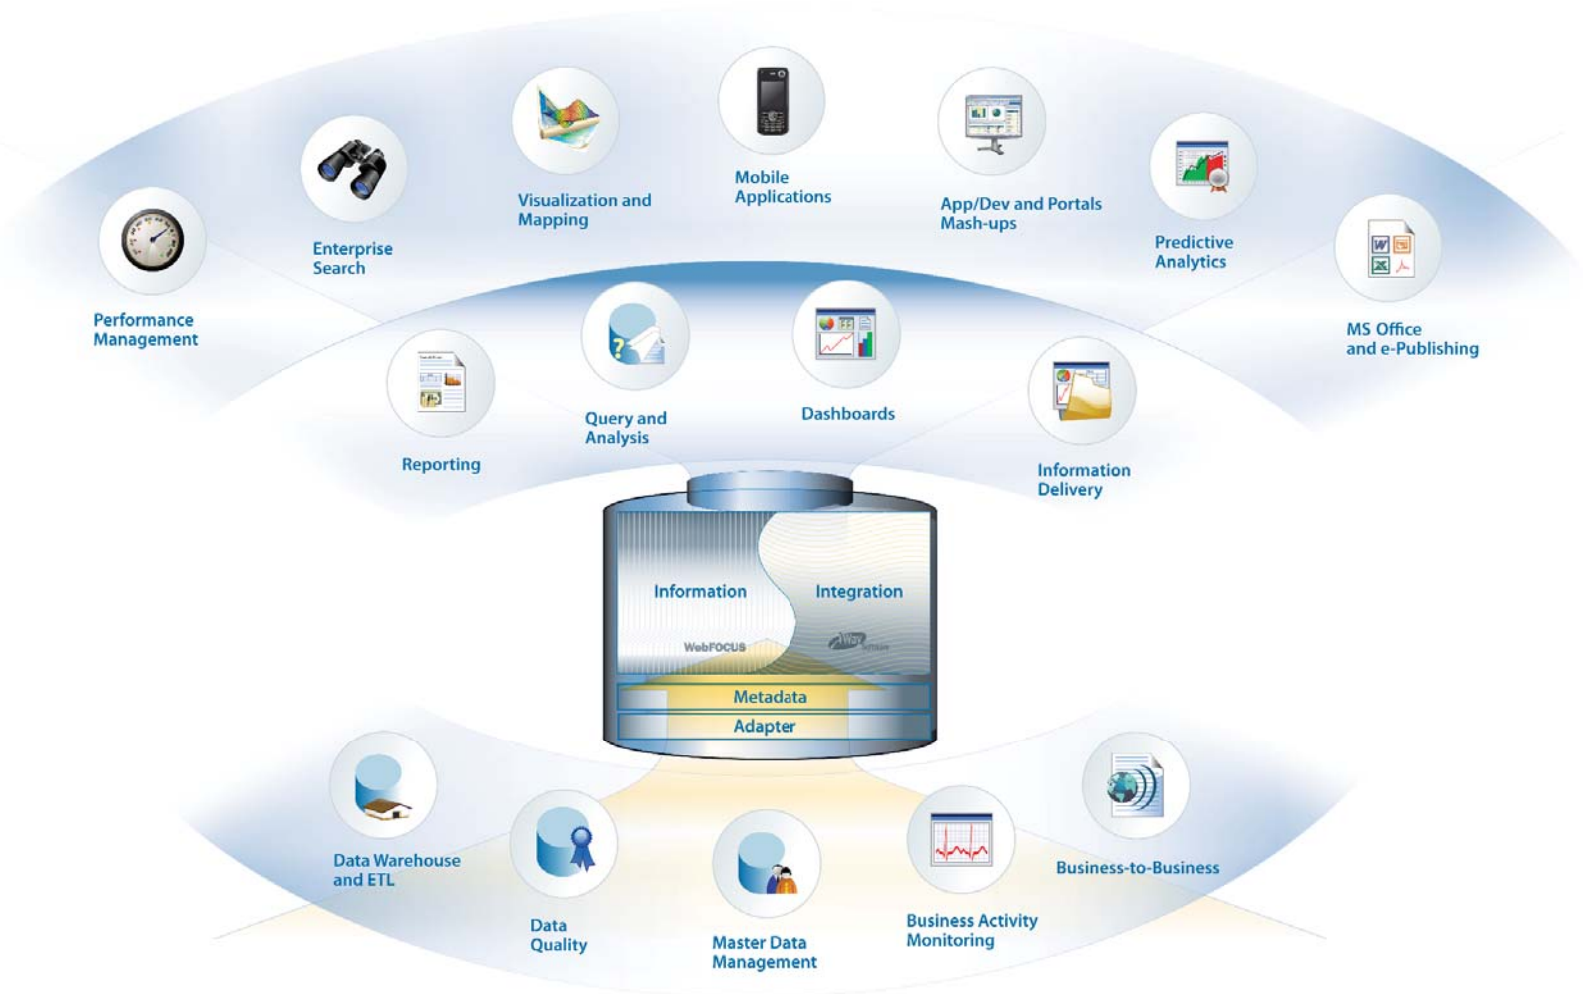 Mobile
Applications
Visualization and
Mapping
App/Dev and Portals
Mash-ups
Enterprise
Search
Predictive
Analytics
Performance
Management
MS Office
and e-Publishing
Query and
Analysis
Dashboards
Reporting
Information
Delivery
Information
Integration
WebFOCUS
iWay
Software
Metadata
Adapter
Data Warehouse
and ETL
Business-to-Business
Data
Quality
Business Activity
Monitoring
Master Data
Management